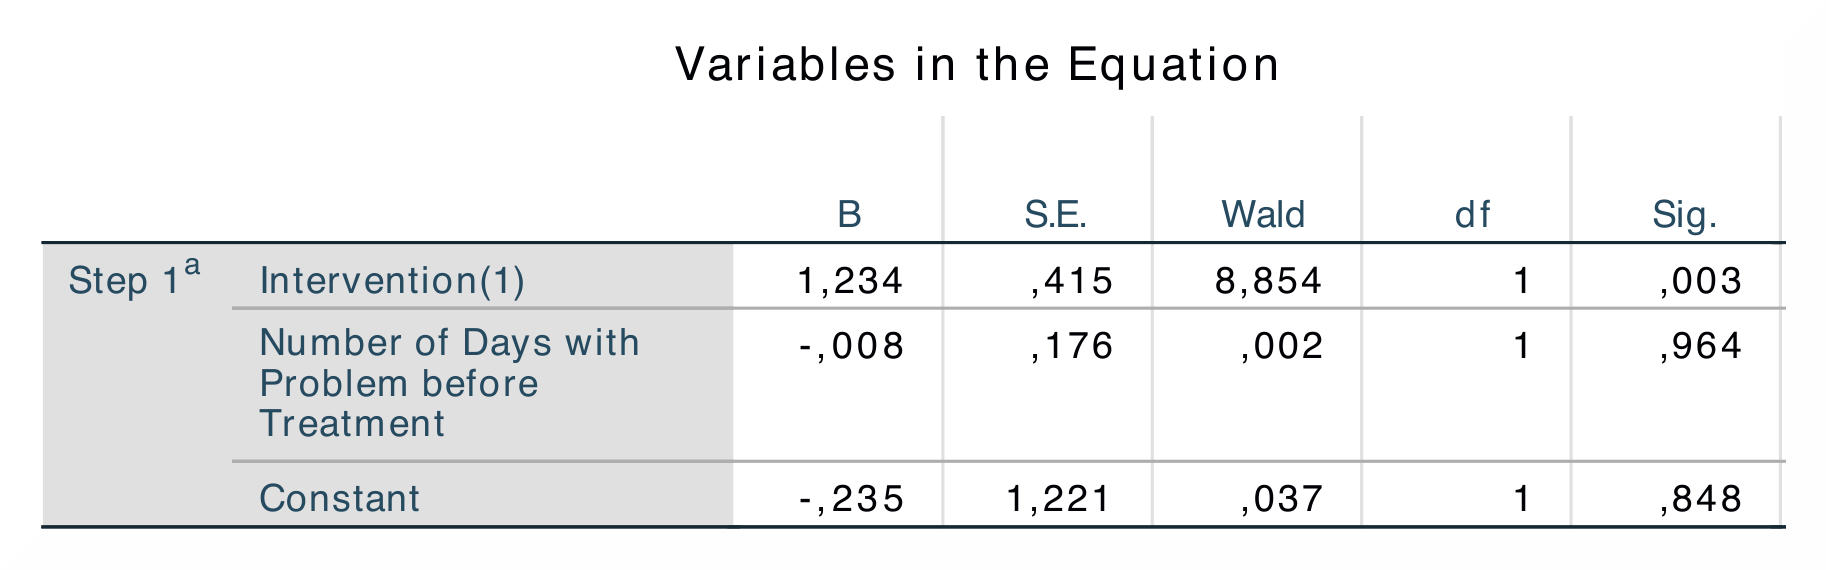 Variables in the Equation
B S.E. Wald df Sig.
Step 1a Intervention(1) 1,234 ,415 8,854 1 ,003
Number of Days with -,008 ,176 ,002 1 ,964
Problem before
Treatment
Constant -,235 1,221 ,037 1 ,848